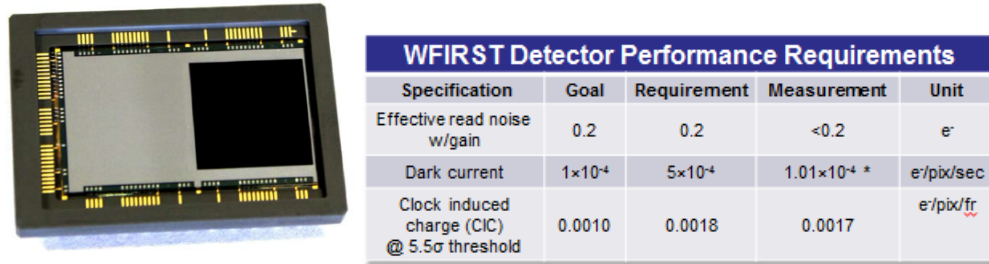 WFIRST Detector Performance Requirements
Specification Goal Requirement Measurement Unit
Effective read noise
w/gain 0.2 0.2 <0.2 e⁻
Dark current 1×10⁻⁴ 5×10⁻⁴ 1.01×10⁻⁴ * e⁻/pix/sec
Clock induced
charge (CIC)
@ 5.5σ threshold 0.0010 0.0018 0.0017 e⁻/pix/fr